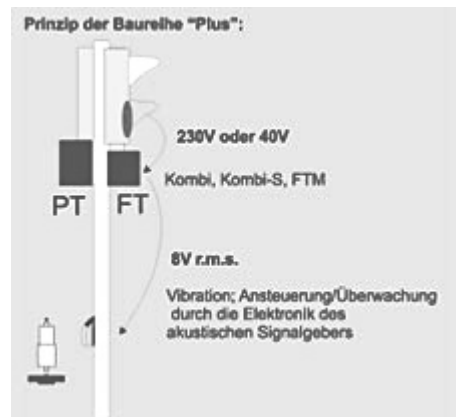 Prinzip der Baureihe "Plus":
230V oder 40V
Kombi, Kombi-S, FTM
PT FT
8V r.m.s.
Vibration; Ansteuerung/Überwachung
durch die Elektronik des
akustischen Signalgebers